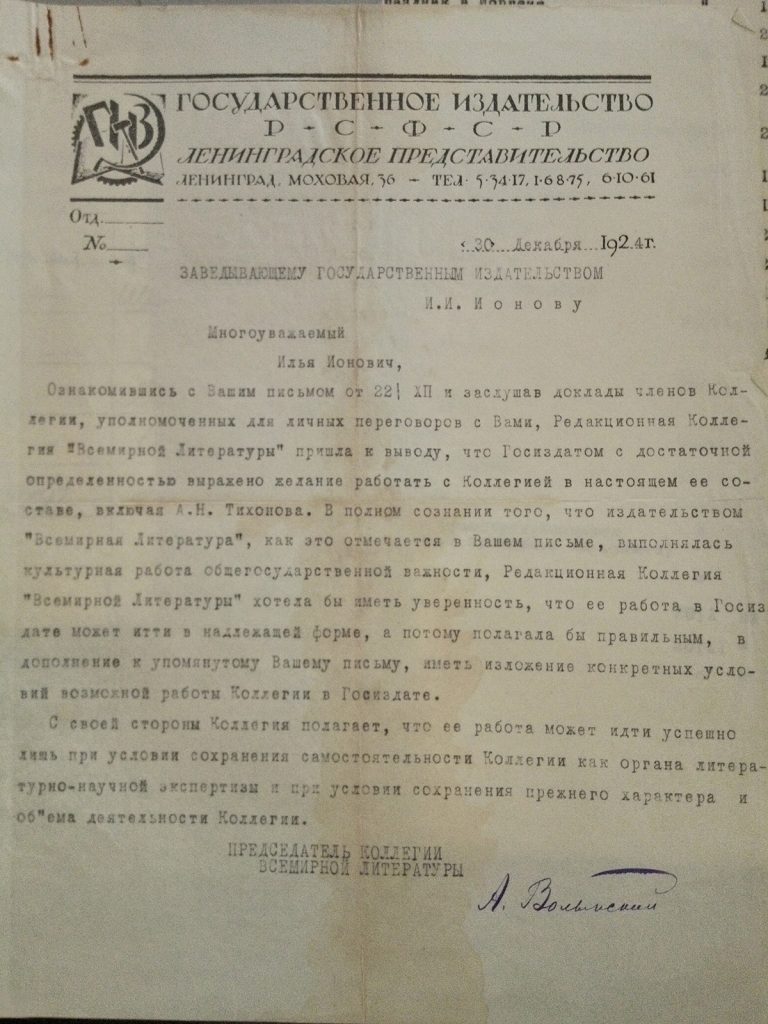 ГИЗ
ГОСУДАРСТВЕННОЕ ИЗДАТЕЛЬСТВО
Р-С-Ф-С-Р
ЛЕНИНГРАДСКОЕ ПРЕДСТАВИТЕЛЬСТВО
ЛЕНИНГРАД, МОХОВАЯ, 36 — ТЕЛ. 5-34-17, 1-68-75, 6-10-61
Отд.
№
«30» Декабря 1924 г.
ЗАВЕДЫВАЮЩЕМУ ГОСУДАРСТВЕННЫМ ИЗДАТЕЛЬСТВОМ
И.И. Ионову
Многоуважаемый
Илья Ионович,
Ознакомившись с Вашим письмом от 22/ ХП и заслушав доклады членов Кол-
легии, уполномоченных для личных переговоров с Вами, Редакционная Колле-
гия "Всемирной Литературы" пришла к выводу, что Госиздатом с достаточной
определенностью выражено желание работать с Коллегией в настоящем ее со-
ставе, включая А.Н. Тихонова. В полном сознании того, что издательством
"Всемирная Литература", как это отмечается в Вашем письме, выполнялась
культурная работа общегосударственной важности, Редакционная Коллегия
"Всемирной Литературы" хотела бы иметь уверенность, что ее работа в Госиз
дате может итти в надлежащей форме, а потому полагала бы правильным, в
дополнение к упомянутому Вашему письму, иметь изложение конкретных усло-
вий возможной работы Коллегии в Госиздате.
С своей стороны Коллегия полагает, что ее работа может идти успешно
лишь при условии сохранения самостоятельности Коллегии как органа литера-
турно-научной экспертизы и при условии сохранения прежнего характера и
об"ема деятельности Коллегии.
ПРЕДСЕДАТЕЛЬ КОЛЛЕГИИ
ВСЕМИРНОЙ ЛИТЕРАТУРЫ
А. Волынский